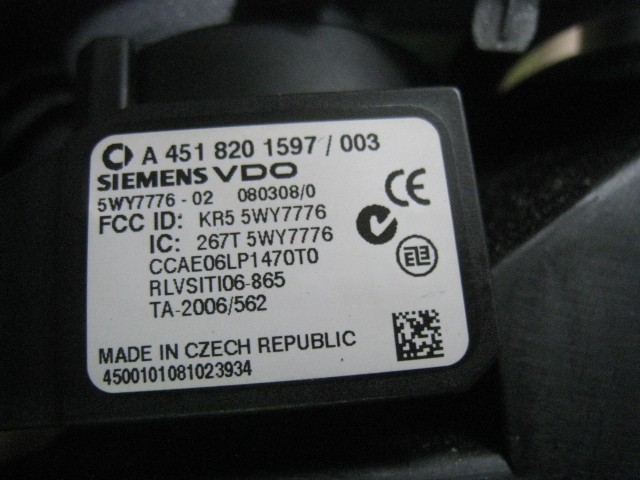 A 451 820 1597 / 003
SIEMENS VDO
5WY7776 - 02 080308/0
FCC ID: KR5 5WY7776
IC: 267T 5WY7776
CCAE06LP1470T0
RLVSITI06-865
TA-2006/562
CE
MADE IN CZECH REPUBLIC
4500101081023934